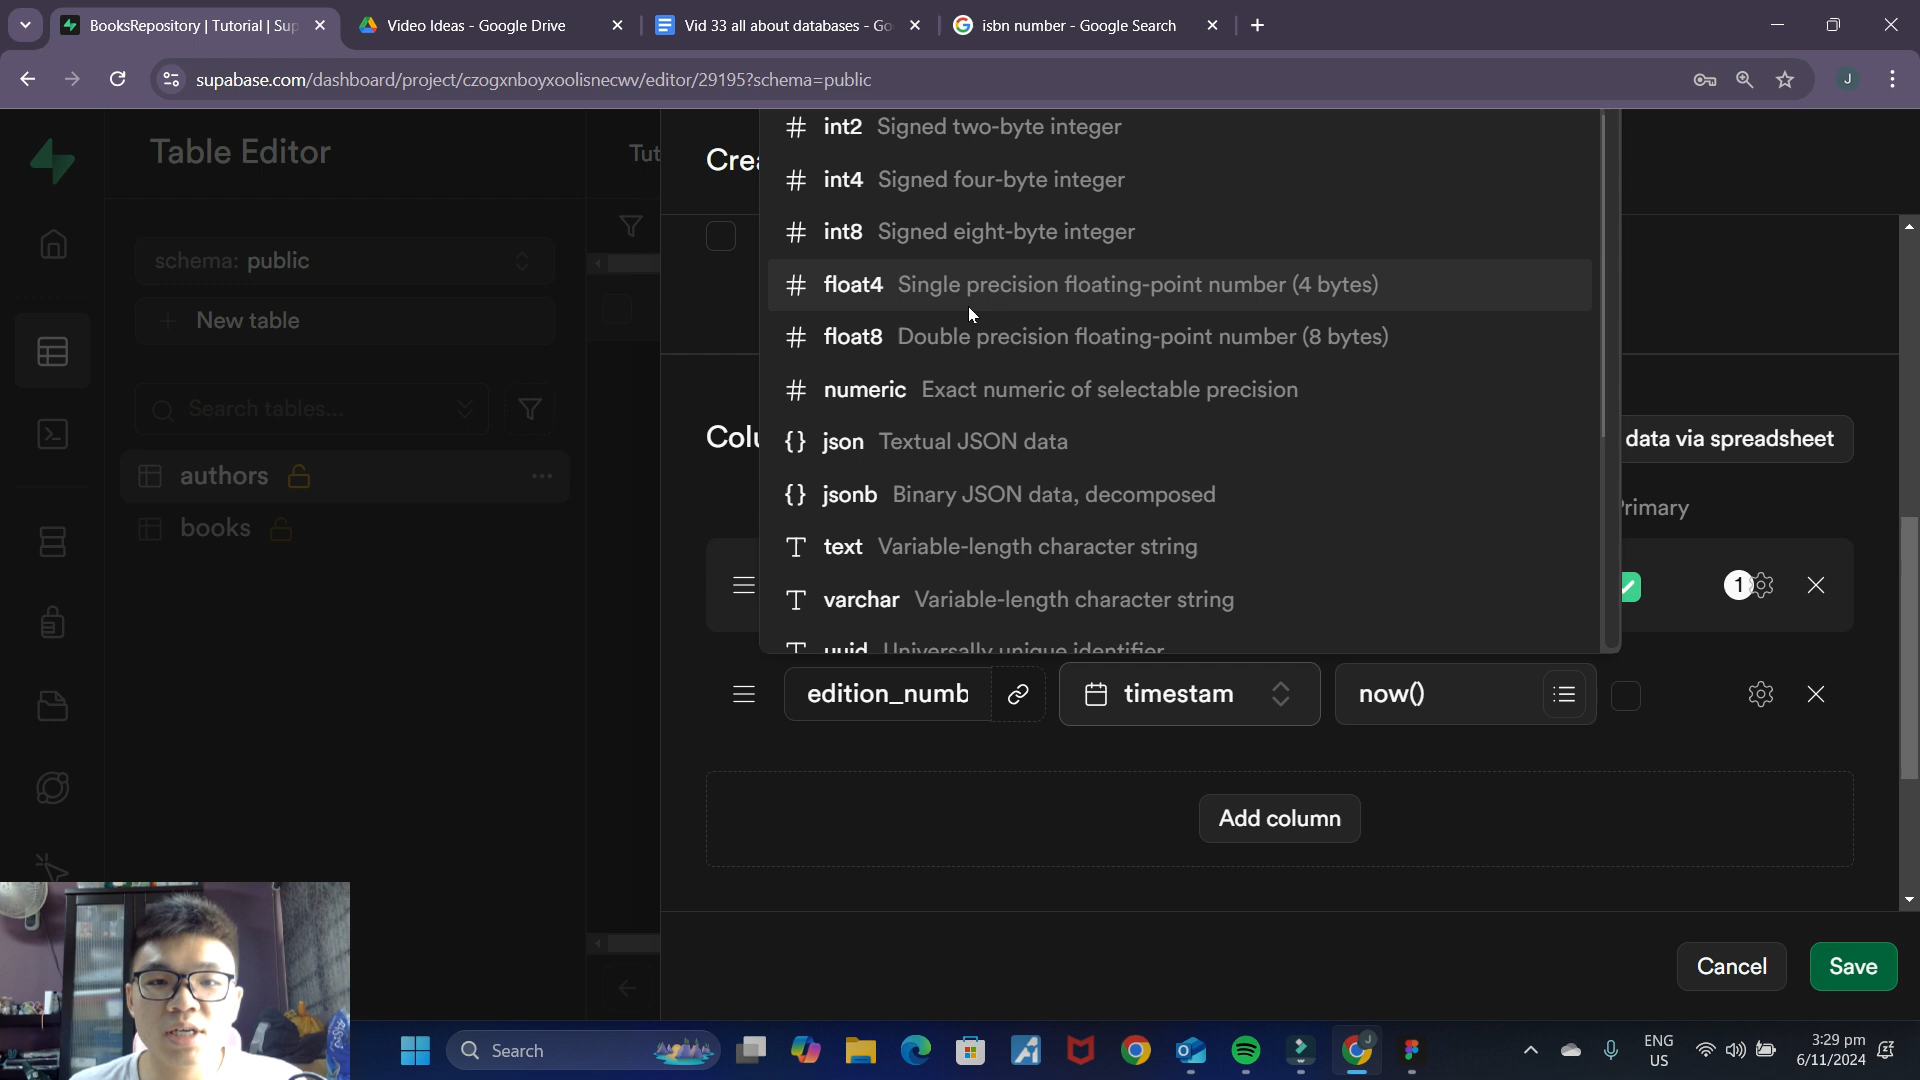 BooksRepository | Tutorial | Sup
Video Ideas - Google Drive
Vid 33 all about databases - Go
isbn number - Google Search
supabase.com/dashboard/project/czogxnboyxoolisnecwv/editor/29195?schema=public
J
Table Editor
Tut
Crea
schema: public
New table
Search tables...
authors
books
int2 Signed two-byte integer
int4 Signed four-byte integer
int8 Signed eight-byte integer
float4 Single precision floating-point number (4 bytes)
float8 Double precision floating-point number (8 bytes)
numeric Exact numeric of selectable precision
{} json Textual JSON data
{} jsonb Binary JSON data, decomposed
T text Variable-length character string
T varchar Variable-length character string
T uuid Universally unique identifier
Colu
data via spreadsheet
Primary
1
edition_numb
timestam
now()
Add column
Cancel
Save
Search
ENG
US
3:29 pm
6/11/2024